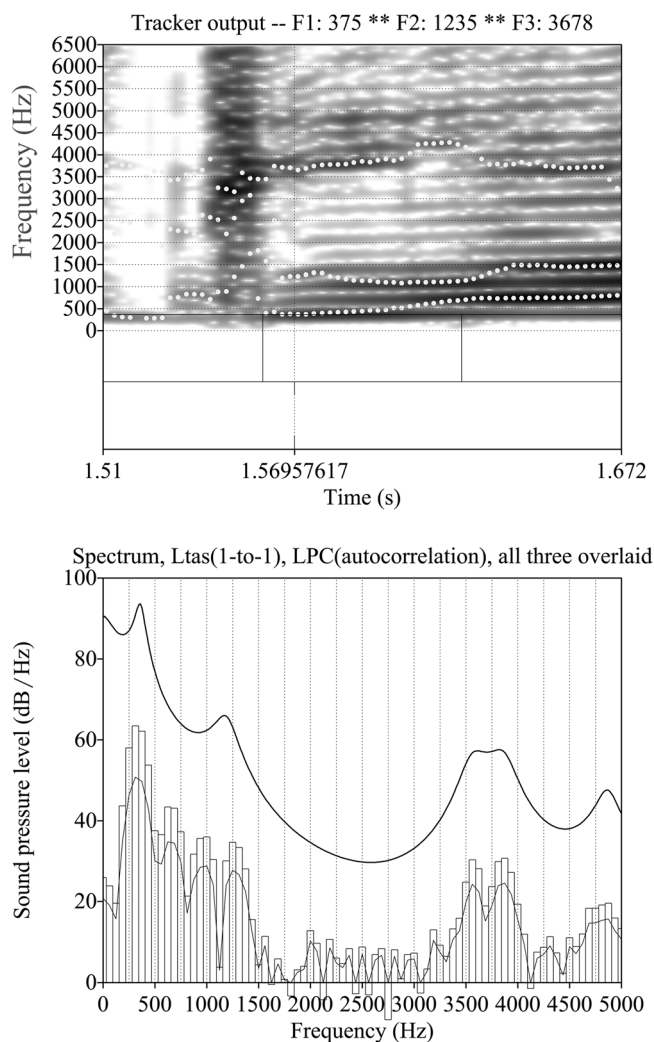 Tracker output -- F1: 375 ** F2: 1235 ** F3: 3678
6500
6000
5500
5000
4500
4000
3500
3000
2500
2000
1500
1000
500
0
Frequency (Hz)
1.51 1.56957617 1.672
Time (s)
Spectrum, Ltas(1-to-1), LPC(autocorrelation), all three overlaid
100
80
60
40
20
0
Sound pressure level (dB/Hz)
0 500 1000 1500 2000 2500 3000 3500 4000 4500 5000
Frequency (Hz)